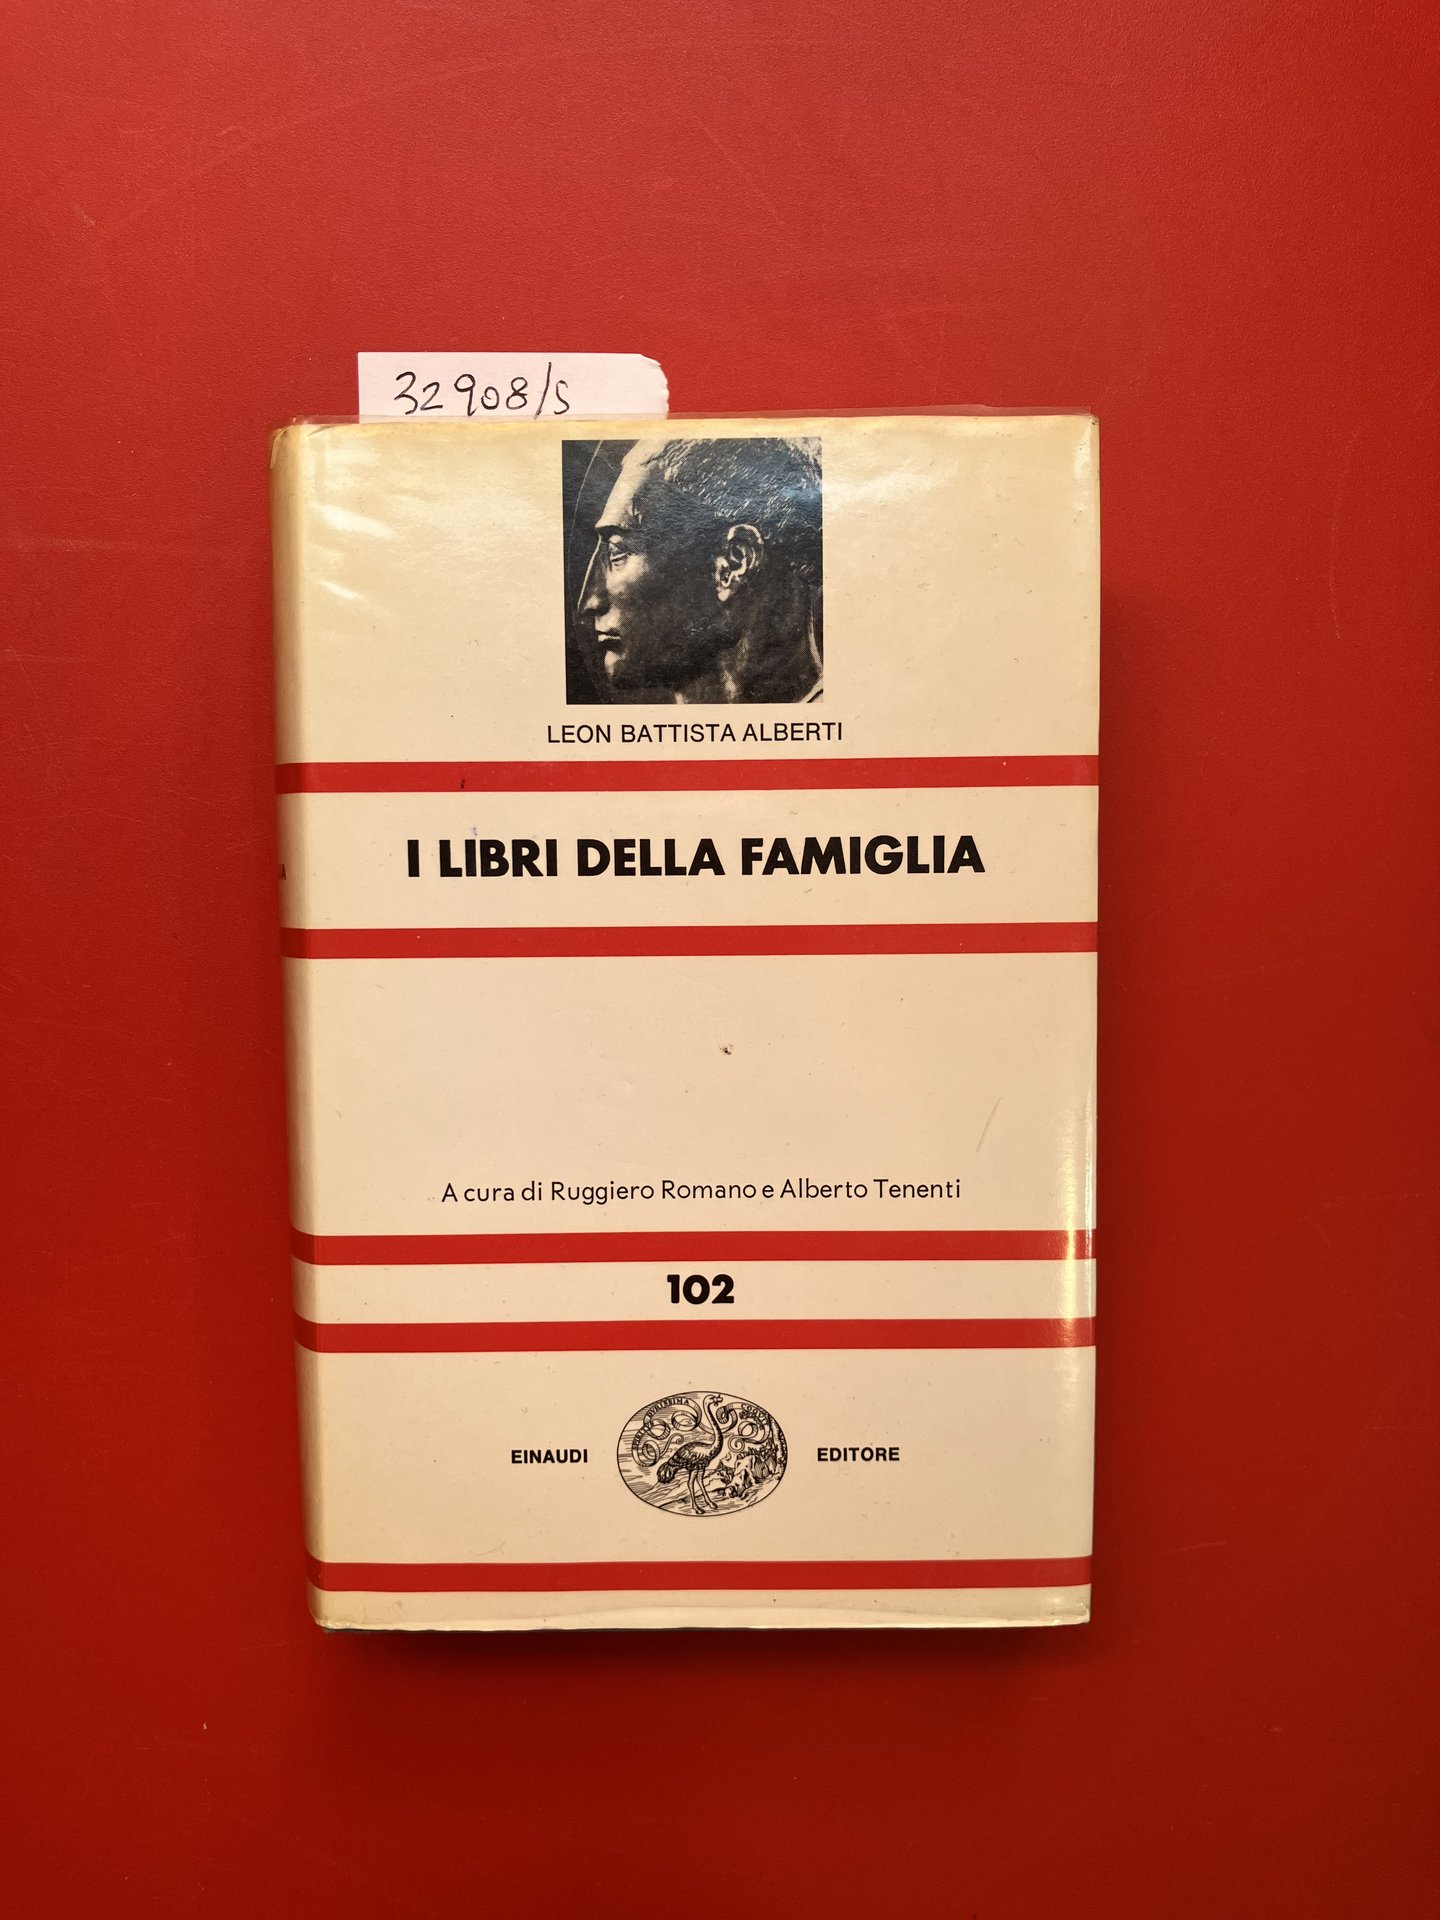 32908/S
LEON BATTISTA ALBERTI
I LIBRI DELLA FAMIGLIA
A cura di Ruggiero Romano e Alberto Tenenti
102
EINAUDI
EDITORE